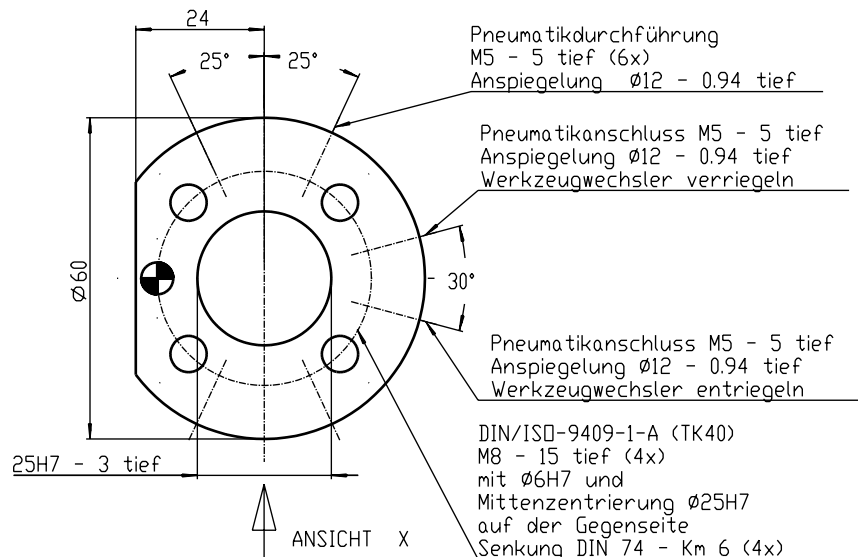 24
25°
25°
Pneumatikdurchführung
M5 - 5 tief (6x)
Anspiegelung Ø12 - 0.94 tief
Pneumatikanschluss M5 - 5 tief
Anspiegelung Ø12 - 0.94 tief
Werkzeugwechsler verriegeln
Ø60
30°
Pneumatikanschluss M5 - 5 tief
Anspiegelung Ø12 - 0.94 tief
Werkzeugwechsler entriegeln
25H7 - 3 tief
DIN/ISO-9409-1-A (TK40)
M8 - 15 tief (4x)
mit Ø6H7 und
Mittenzentrierung Ø25H7
auf der Gegenseite
Senkung DIN 74 - Km 6 (4x)
ANSICHT X